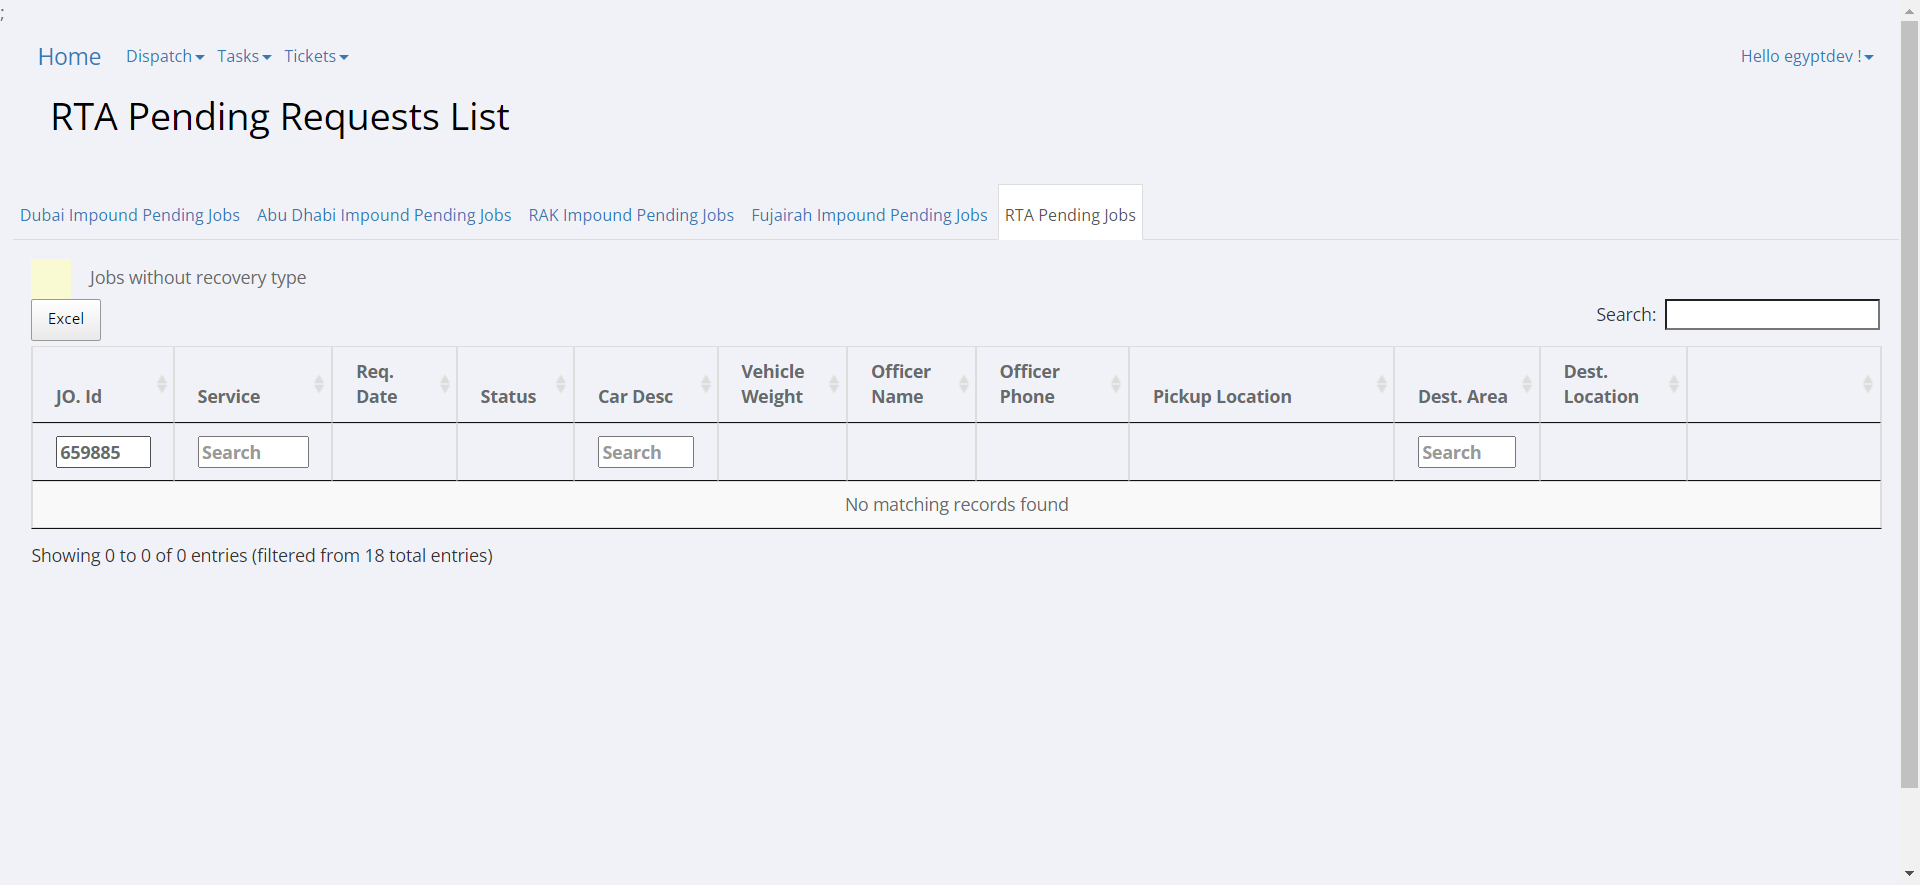 ;
Home Dispatch Tasks Tickets Hello egyptdev !
RTA Pending Requests List
Dubai Impound Pending Jobs Abu Dhabi Impound Pending Jobs RAK Impound Pending Jobs Fujairah Impound Pending Jobs RTA Pending Jobs
Jobs without recovery type
Excel Search:
JO. Id Service Req. Date Status Car Desc Vehicle Weight Officer Name Officer Phone Pickup Location Dest. Area Dest. Location
659885 Search Search Search
No matching records found
Showing 0 to 0 of 0 entries (filtered from 18 total entries)